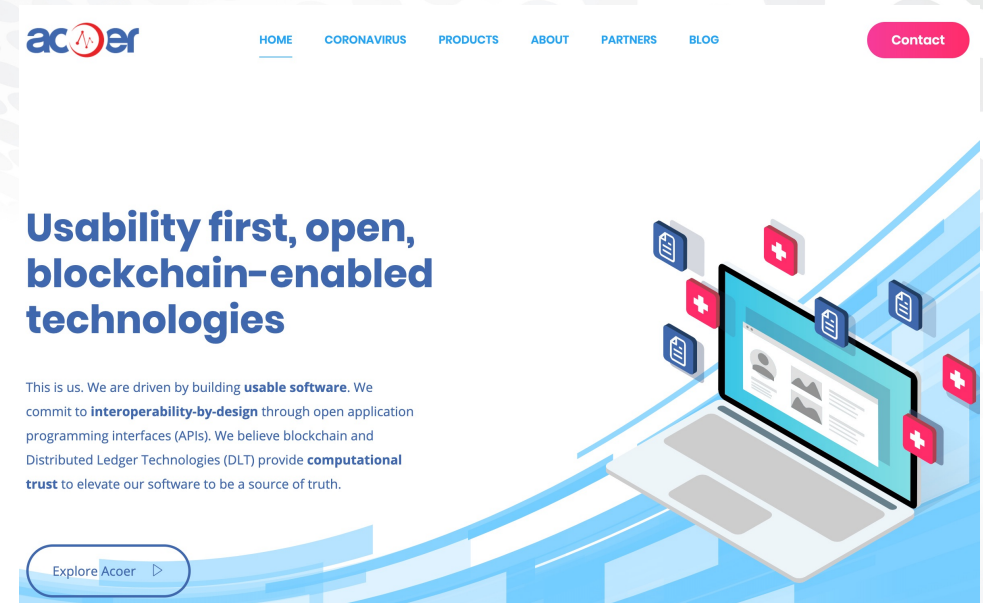 acoer
HOME CORONAVIRUS PRODUCTS ABOUT PARTNERS BLOG Contact
Usability first, open,
blockchain-enabled
technologies
This is us. We are driven by building usable software. We
commit to interoperability-by-design through open application
programming interfaces (APIs). We believe blockchain and
Distributed Ledger Technologies (DLT) provide computational
trust to elevate our software to be a source of truth.
Explore Acoer